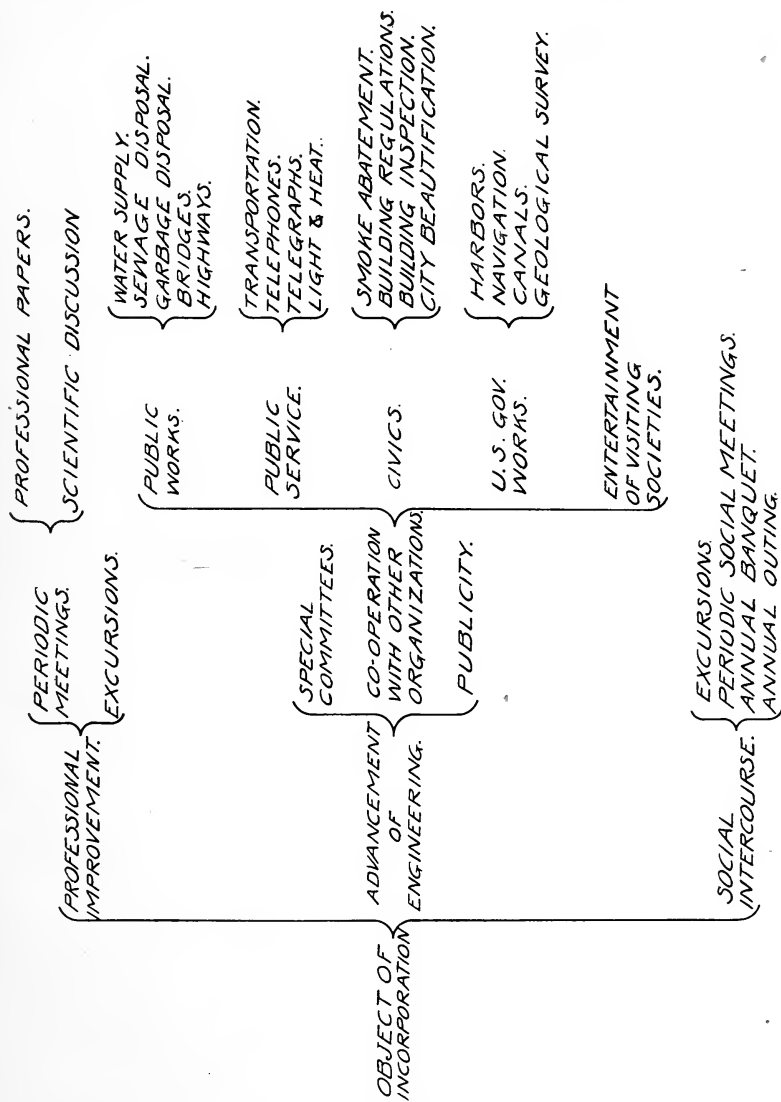 OBJECT OF
INCORPORATION
PROFESSIONAL
IMPROVEMENT.
PERIODIC
MEETINGS.
PROFESSIONAL PAPERS.
SCIENTIFIC DISCUSSION
EXCURSIONS.
ADVANCEMENT
OF
ENGINEERING.
SPECIAL
COMMITTEES.
CO-OPERATION
WITH OTHER
ORGANIZATIONS.
PUBLIC
WORKS.
WATER SUPPLY.
SEWAGE DISPOSAL.
GARBAGE DISPOSAL.
BRIDGES.
HIGHWAYS.
PUBLIC
SERVICE.
TRANSPORTATION.
TELEPHONES.
TELEGRAPHS.
LIGHT & HEAT.
CIVICS.
SMOKE ABATEMENT.
BUILDING REGULATIONS.
BUILDING INSPECTION.
CITY BEAUTIFICATION.
U.S. GOV.
WORKS.
HARBORS.
NAVIGATION.
CANALS.
GEOLOGICAL SURVEY.
ENTERTAINMENT
OF VISITING
SOCIETIES.
PUBLICITY.
SOCIAL
INTERCOURSE.
EXCURSIONS.
PERIODIC SOCIAL MEETINGS.
ANNUAL BANQUET.
ANNUAL OUTING.